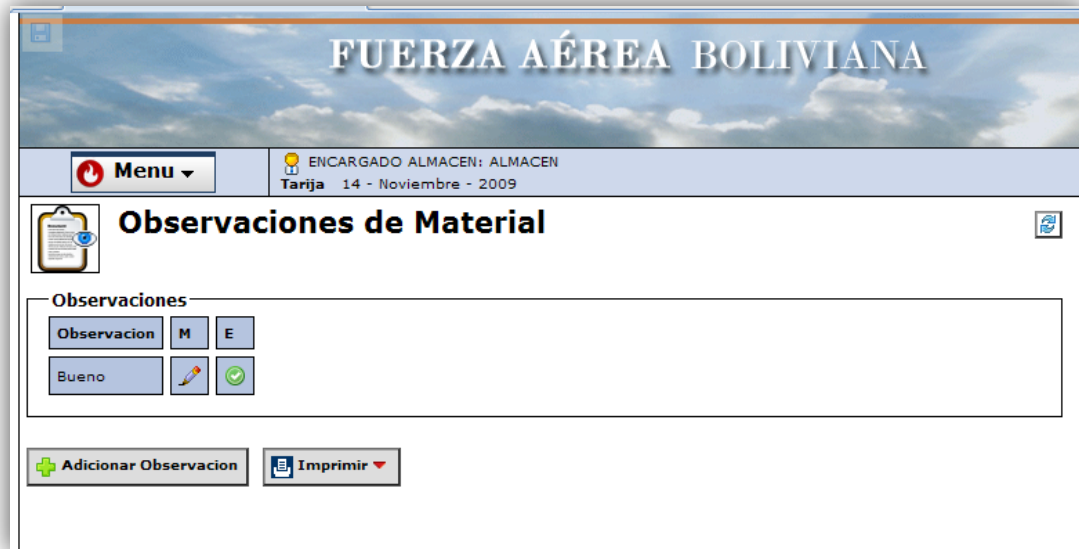 FUERZA AÉREA BOLIVIANA
Menu
ENCARGADO ALMACEN: ALMACEN
Tarija 14 - Noviembre - 2009
Observaciones de Material
Observaciones
Observacion M E
Bueno
Adicionar Observacion Imprimir